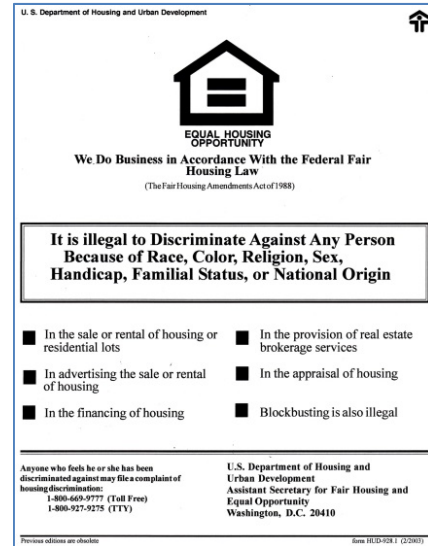 U. S. Department of Housing and Urban Development
EQUAL HOUSING
OPPORTUNITY
We Do Business in Accordance With the Federal Fair
Housing Law
(The Fair Housing Amendments Act of 1988)
It is illegal to Discriminate Against Any Person
Because of Race, Color, Religion, Sex,
Handicap, Familial Status, or National Origin
In the sale or rental of housing or
residential lots
In advertising the sale or rental
of housing
In the financing of housing
In the provision of real estate
brokerage services
In the appraisal of housing
Blockbusting is also illegal
Anyone who feels he or she has been
discriminated against may file a complaint of
housing discrimination:
1-800-669-9777 (Toll Free)
1-800-927-9275 (TTY)
U.S. Department of Housing and
Urban Development
Assistant Secretary for Fair Housing and
Equal Opportunity
Washington, D.C. 20410
Previous editions are obsolete
form HUD-928.1 (2/2003)